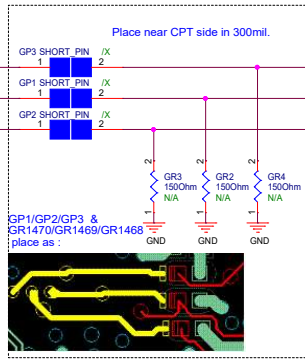 Place near CPT side in 300mil.
GP3 SHORT_PIN /X
1 2
GP1 SHORT_PIN /X
1 2
GP2 SHORT_PIN /X
1 2
2 2 2
GR3 GR2 GR4
150Ohm 150Ohm 150Ohm
N/A N/A N/A
1 1 1
GND GND GND
GP1/GP2/GP3 &
GR1470/GR1469/GR1468
place as :